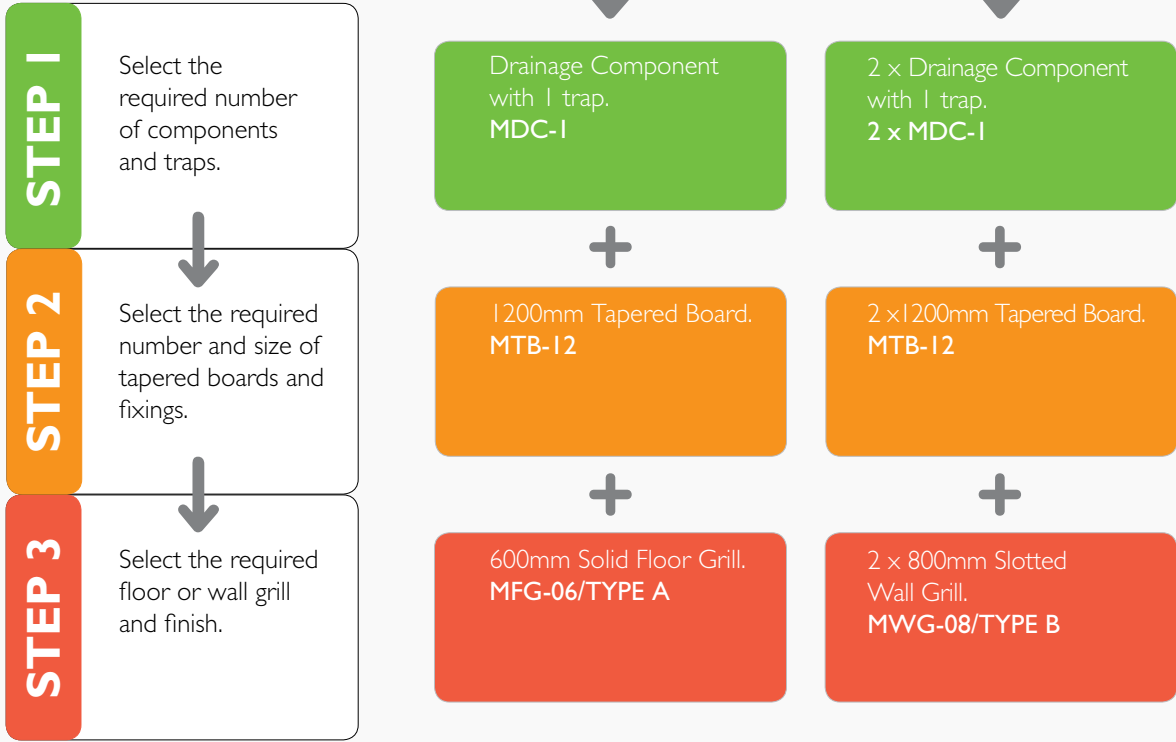 STEP 1
Select the
required number
of components
and traps.
Drainage Component
with 1 trap.
MDC-1
2 x Drainage Component
with 1 trap.
2 x MDC-1
+
+
STEP 2
Select the required
number and size of
tapered boards and
fixings.
1200mm Tapered Board.
MTB-12
2 x1200mm Tapered Board.
MTB-12
+
+
STEP 3
Select the required
floor or wall grill
and finish.
600mm Solid Floor Grill.
MFG-06/TYPE A
2 x 800mm Slotted
Wall Grill.
MWG-08/TYPE B